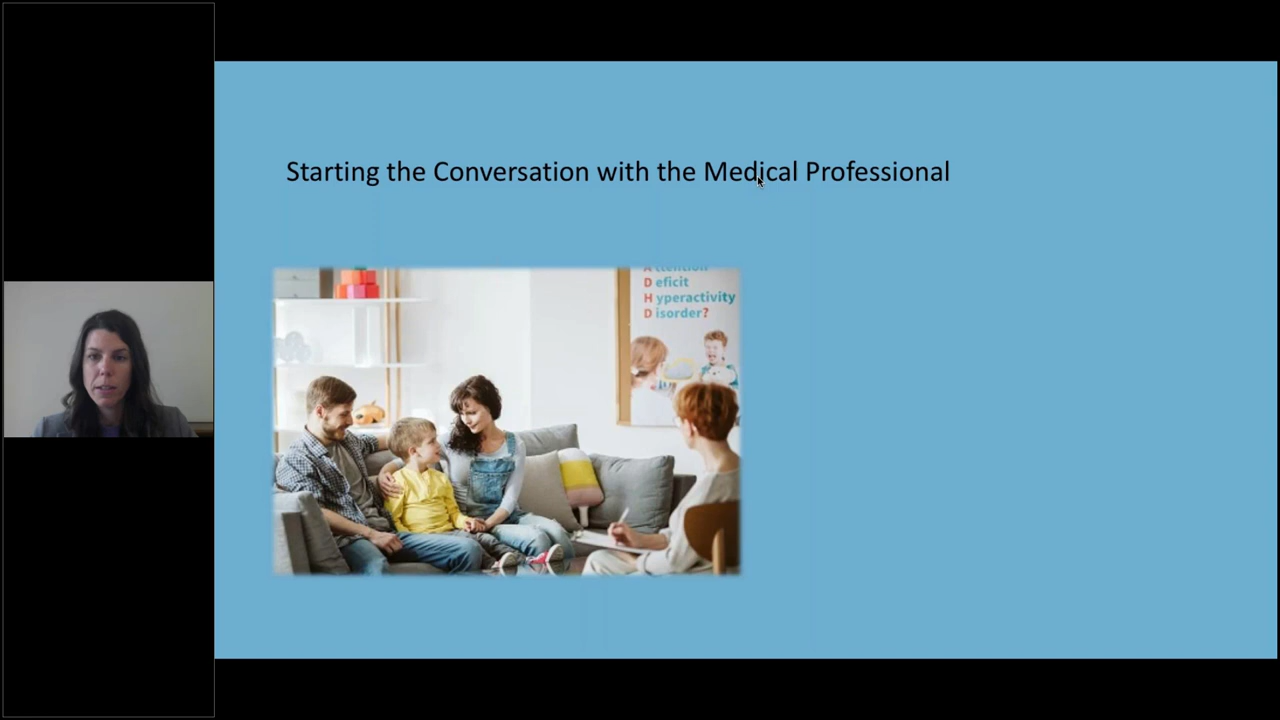 Starting the Conversation with the Medical Professional
Attention
Deficit
Hyperactivity
Disorder?